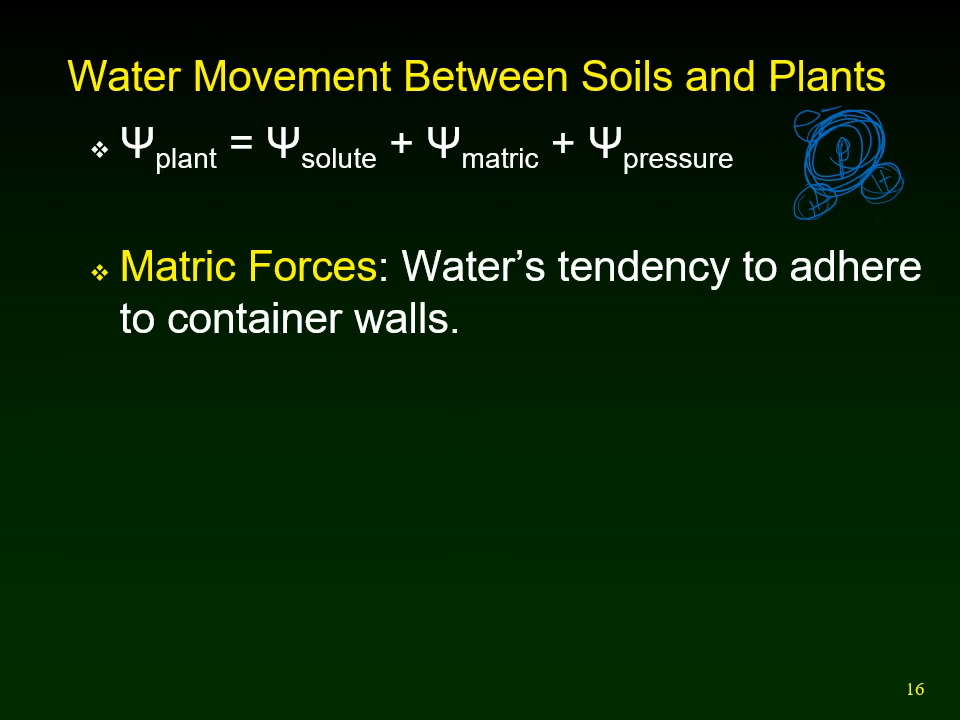 Water Movement Between Soils and Plants
❖ Ψplant = Ψsolute + Ψmatric + Ψpressure
❖ Matric Forces: Water’s tendency to adhere
to container walls.
16